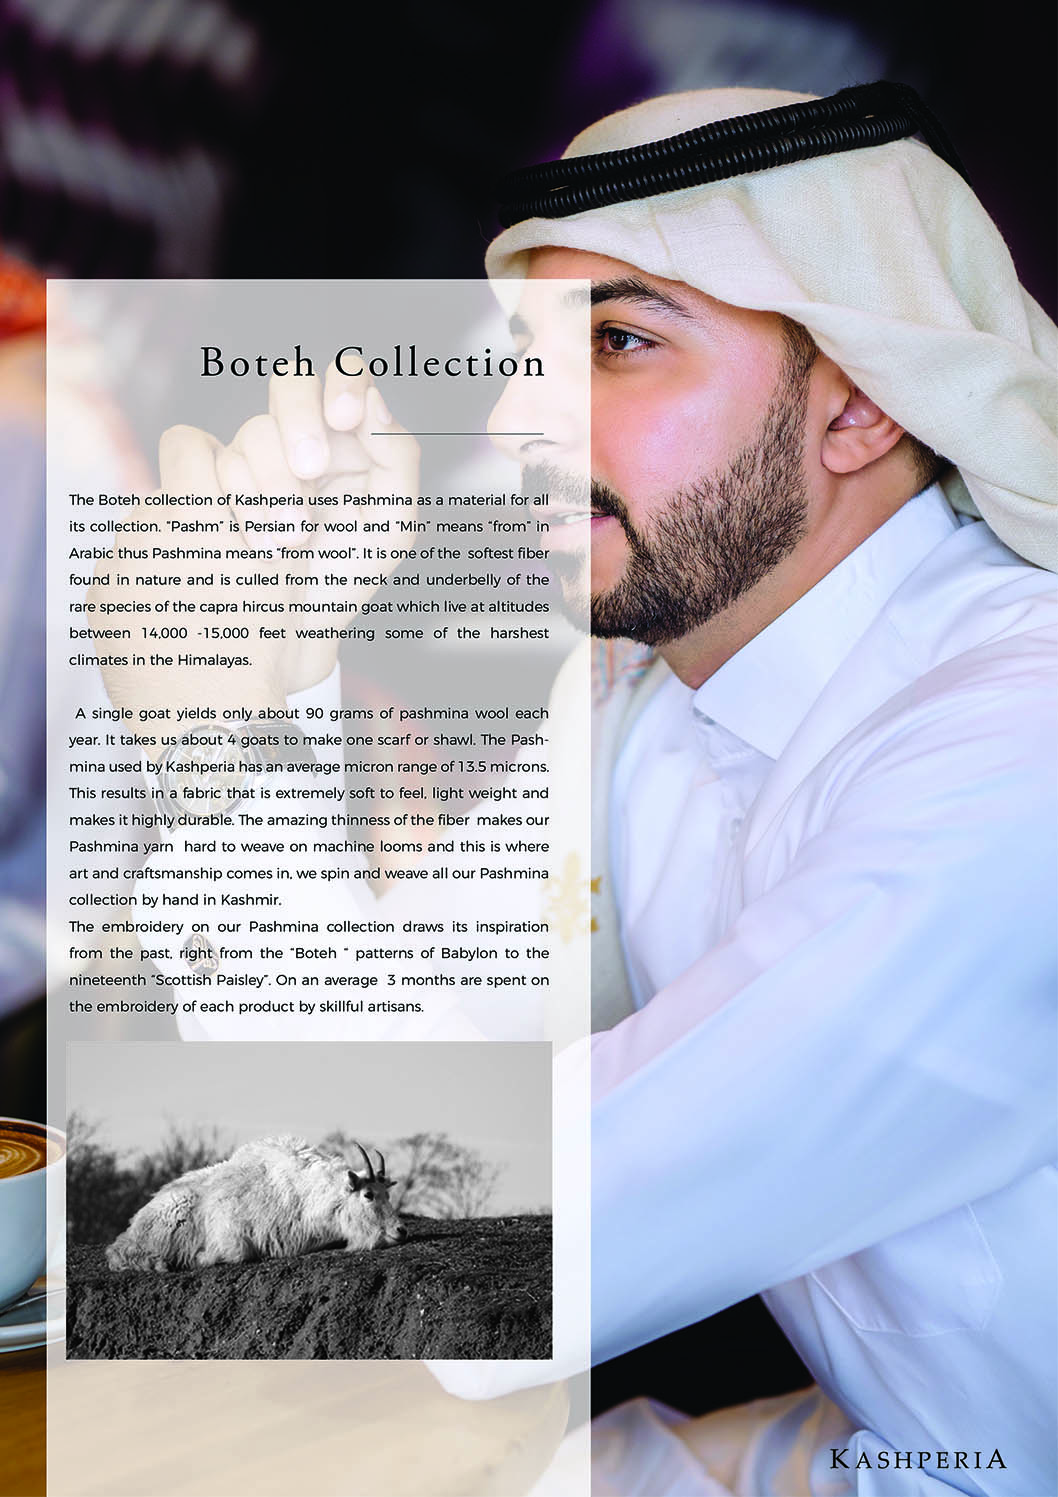 Boteh Collection
The Boteh collection of Kashperia uses Pashmina as a material for all
its collection. "Pashm" is Persian for wool and "Min" means "from" in
Arabic thus Pashmina means "from wool". It is one of the softest fiber
found in nature and is culled from the neck and underbelly of the
rare species of the capra hircus mountain goat which live at altitudes
between 14,000 -15,000 feet weathering some of the harshest
climates in the Himalayas.
A single goat yields only about 90 grams of pashmina wool each
year. It takes us about 4 goats to make one scarf or shawl. The Pash-
mina used by Kashperia has an average micron range of 13.5 microns.
This results in a fabric that is extremely soft to feel, light weight and
makes it highly durable. The amazing thinness of the fiber makes our
Pashmina yarn hard to weave on machine looms and this is where
art and craftsmanship comes in, we spin and weave all our Pashmina
collection by hand in Kashmir.
The embroidery on our Pashmina collection draws its inspiration
from the past, right from the "Boteh " patterns of Babylon to the
nineteenth "Scottish Paisley". On an average 3 months are spent on
the embroidery of each product by skillful artisans.
KASHPERIA